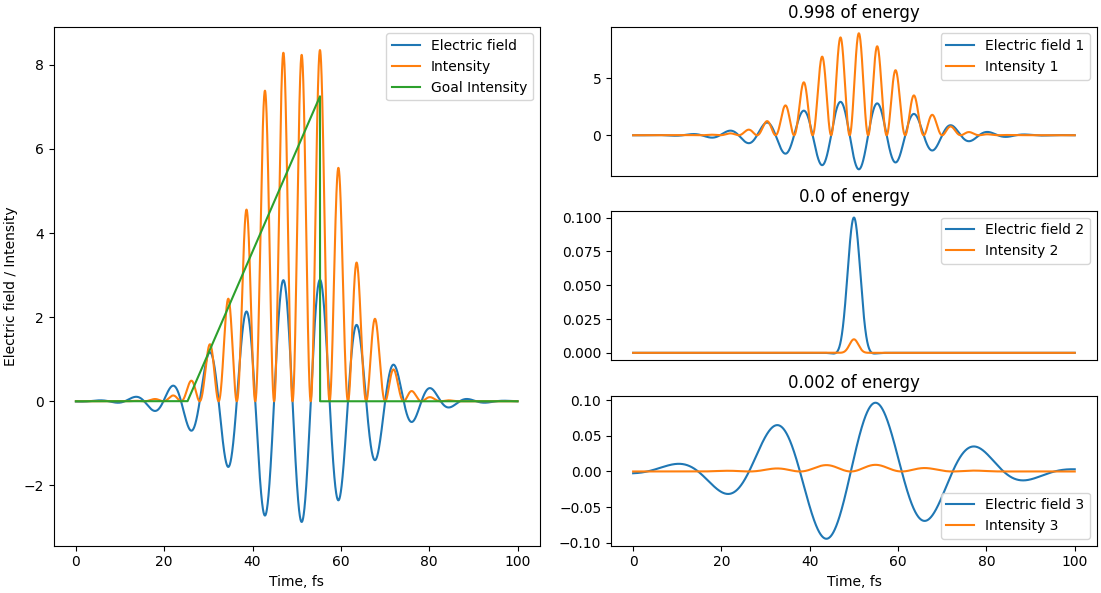 Electric field / Intensity
8
6
4
2
0
−2
0
20
40
60
80
100
Time, fs
Electric field
Intensity
Goal Intensity
0.998 of energy
5
0
Electric field 1
Intensity 1
0.0 of energy
0.100
0.075
0.050
0.025
0.000
Electric field 2
Intensity 2
0.002 of energy
0.10
0.05
0.00
−0.05
−0.10
Electric field 3
Intensity 3
0
20
40
60
80
100
Time, fs